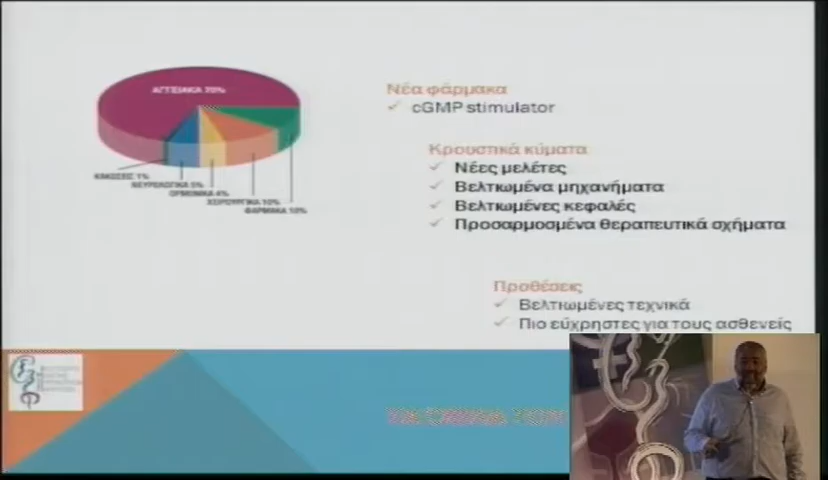 ΑΓΓΕΙΑΚΑ 70%
ΚΑΚΩΣΕΙΣ 1%
ΝΕΥΡΟΛΟΓΙΚΑ 5%
ΟΡΜΟΝΙΚΑ 4%
ΧΕΙΡΟΥΡΓΙΚΑ 10%
ΦΑΡΜΑΚΑ 10%
Νέα φάρμακα
✓ cGMP stimulator
Κρουστικά κύματα
✓ Νέες μελέτες
✓ Βελτιωμένα μηχανήματα
✓ Βελτιωμένες κεφαλές
✓ Προσαρμοσμένα θεραπευτικά σχήματα
Προθέσεις
✓ Βελτιωμένες τεχνικά
✓ Πιο εύχρηστες για τους ασθενείς